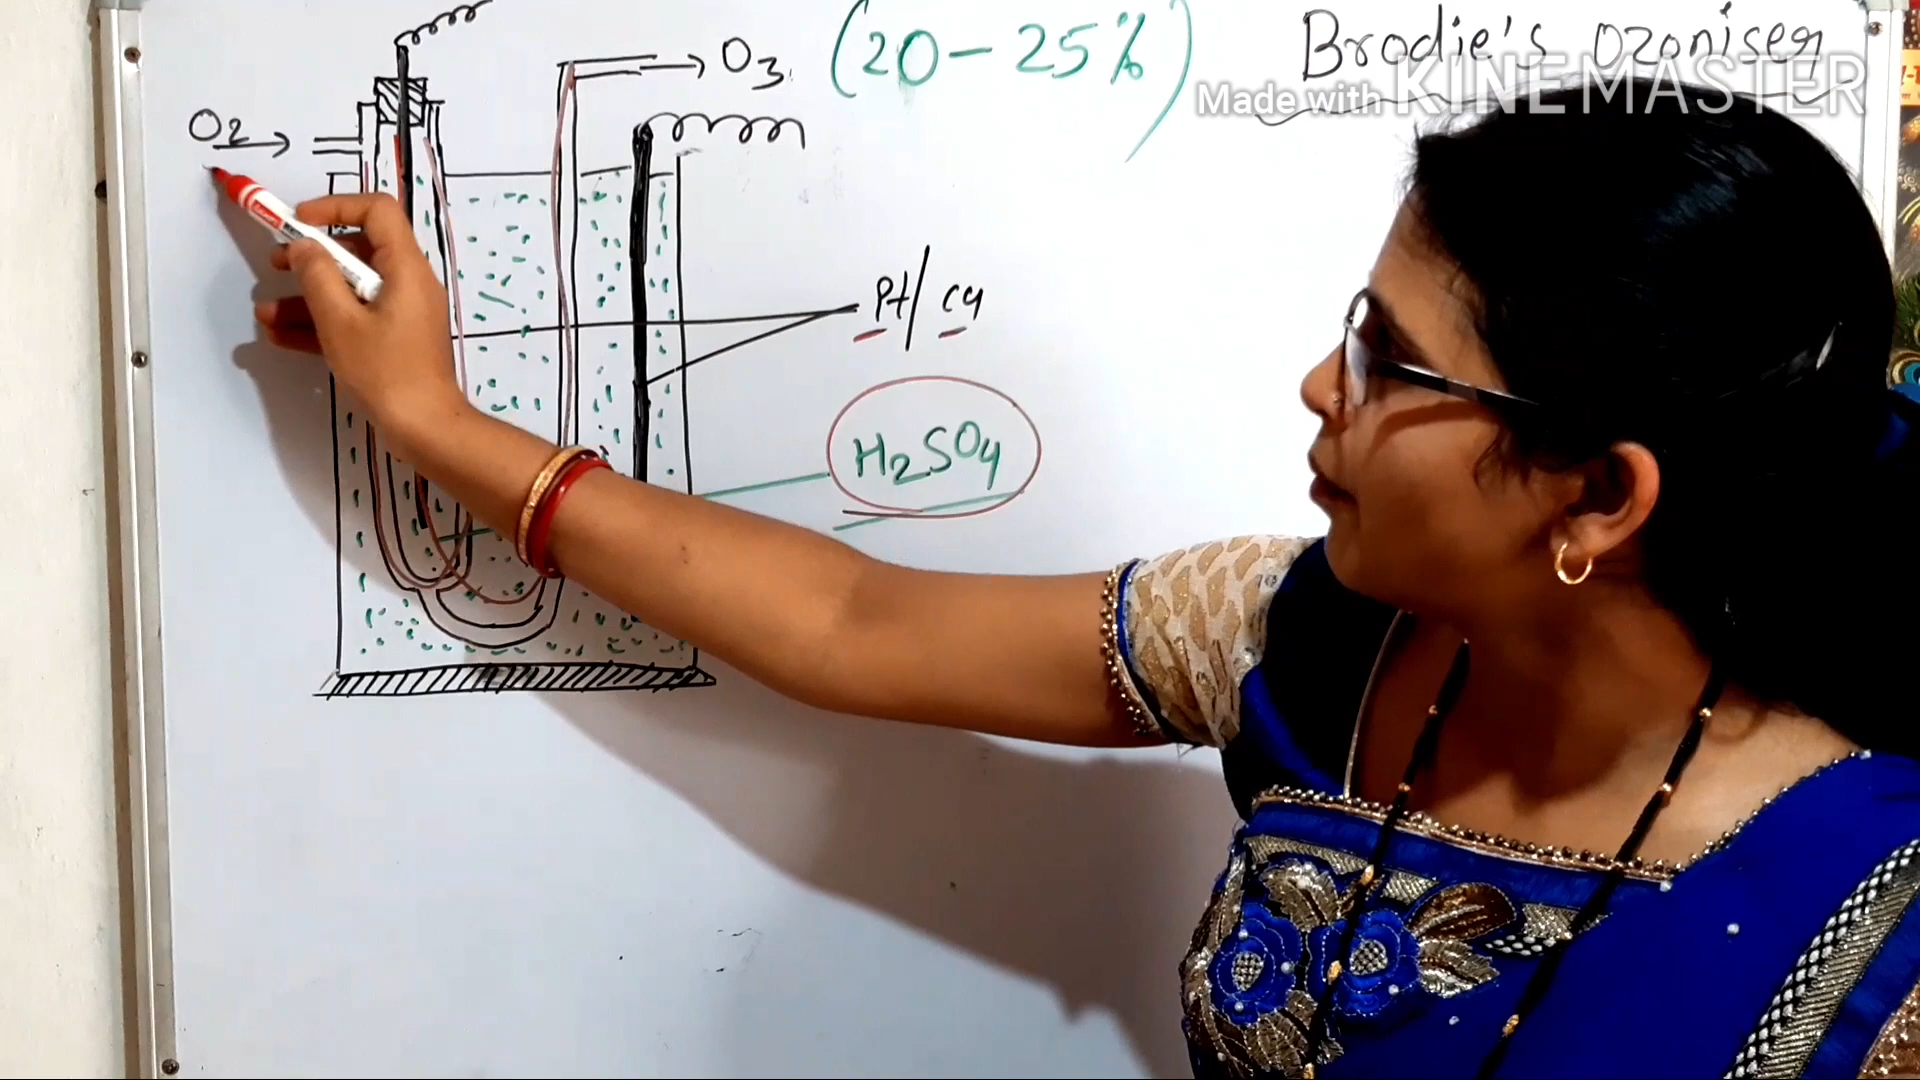 Brodie's ozoniser
Made with KINEMASTER
(20-25%)
O3
O2
Pt/Cu
H2SO4